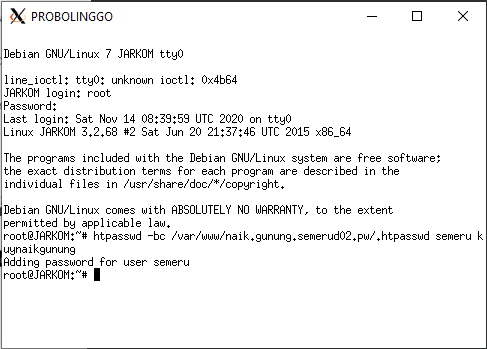 PROBOLINGGO
Debian GNU/Linux 7 JARKOM tty0
line_ioctl: tty0: unknown ioctl: 0x4b64
JARKOM login: root
Password:
Last login: Sat Nov 14 08:39:59 UTC 2020 on tty0
Linux JARKOM 3.2.68 #2 Sat Jun 20 21:37:46 UTC 2015 x86_64
The programs included with the Debian GNU/Linux system are free software;
the exact distribution terms for each program are described in the
individual files in /usr/share/doc/*/copyright.
Debian GNU/Linux comes with ABSOLUTELY NO WARRANTY, to the extent
permitted by applicable law.
root@JARKOM:~# htpasswd -bc /var/www/naik.gunung.semerud02.pw/.htpasswd semeru k
uynaikgunung
Adding password for user semeru
root@JARKOM:~#